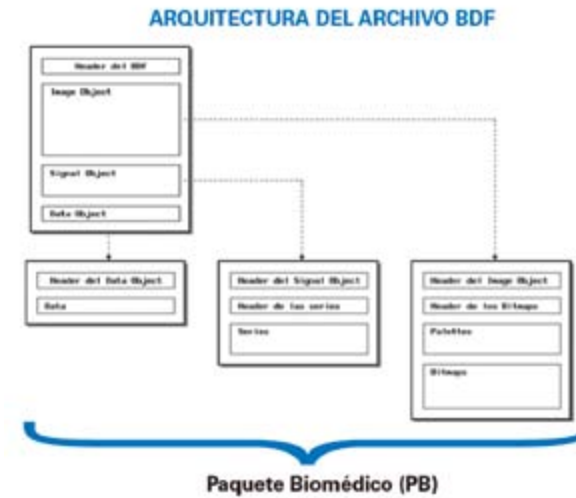 ARQUITECTURA DEL ARCHIVO BDF
Header del BDF
Image Object
Signal Object
Data Object
Header del Data Object
Data
Header del Signal Object
Header de las series
Series
Header del Image Object
Header de los Bitmaps
Palettes
Bitmaps
Paquete Biomédico (PB)